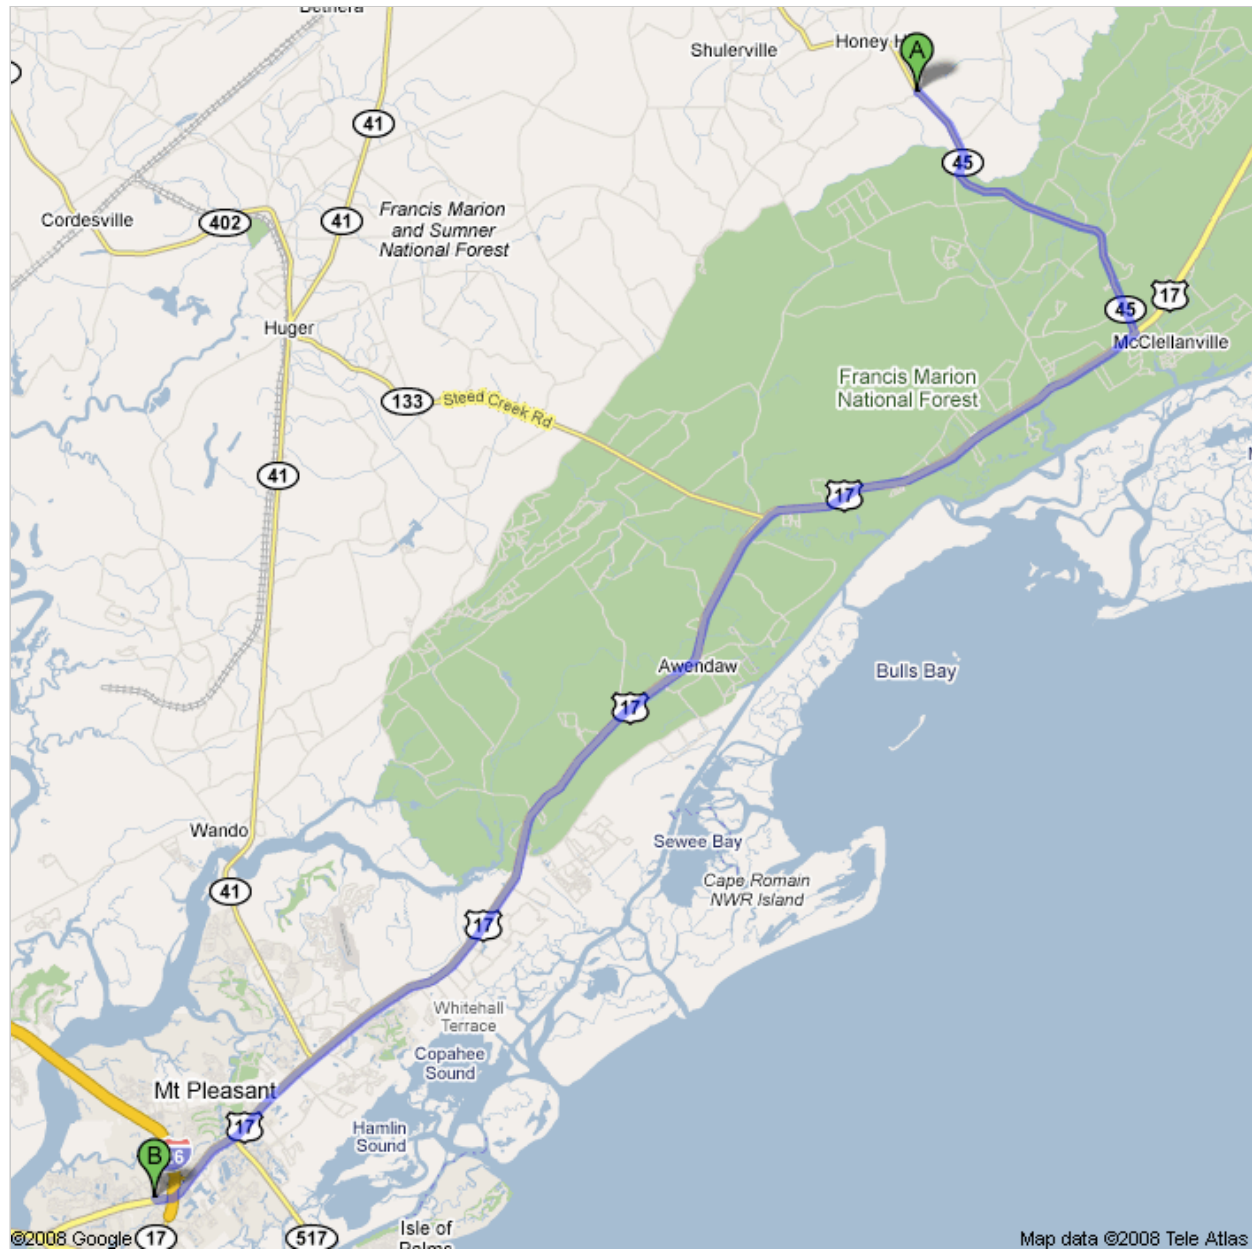 Bethera
Shulerville
Honey H
A
41
45
Cordesville
402
41
Francis Marion
and Sumner
National Forest
17
45
Huger
McClellanville
133
Steed Creek Rd
Francis Marion
National Forest
41
17
Awendaw
Bulls Bay
17
Wando
Sewee Bay
41
Cape Romain
NWR Island
17
Whitehall
Terrace
Copahee
Sound
Mt Pleasant
17
Hamlin
Sound
B
Isle of
Palms
17
517
©2008 Google
Map data ©2008 Tele Atlas